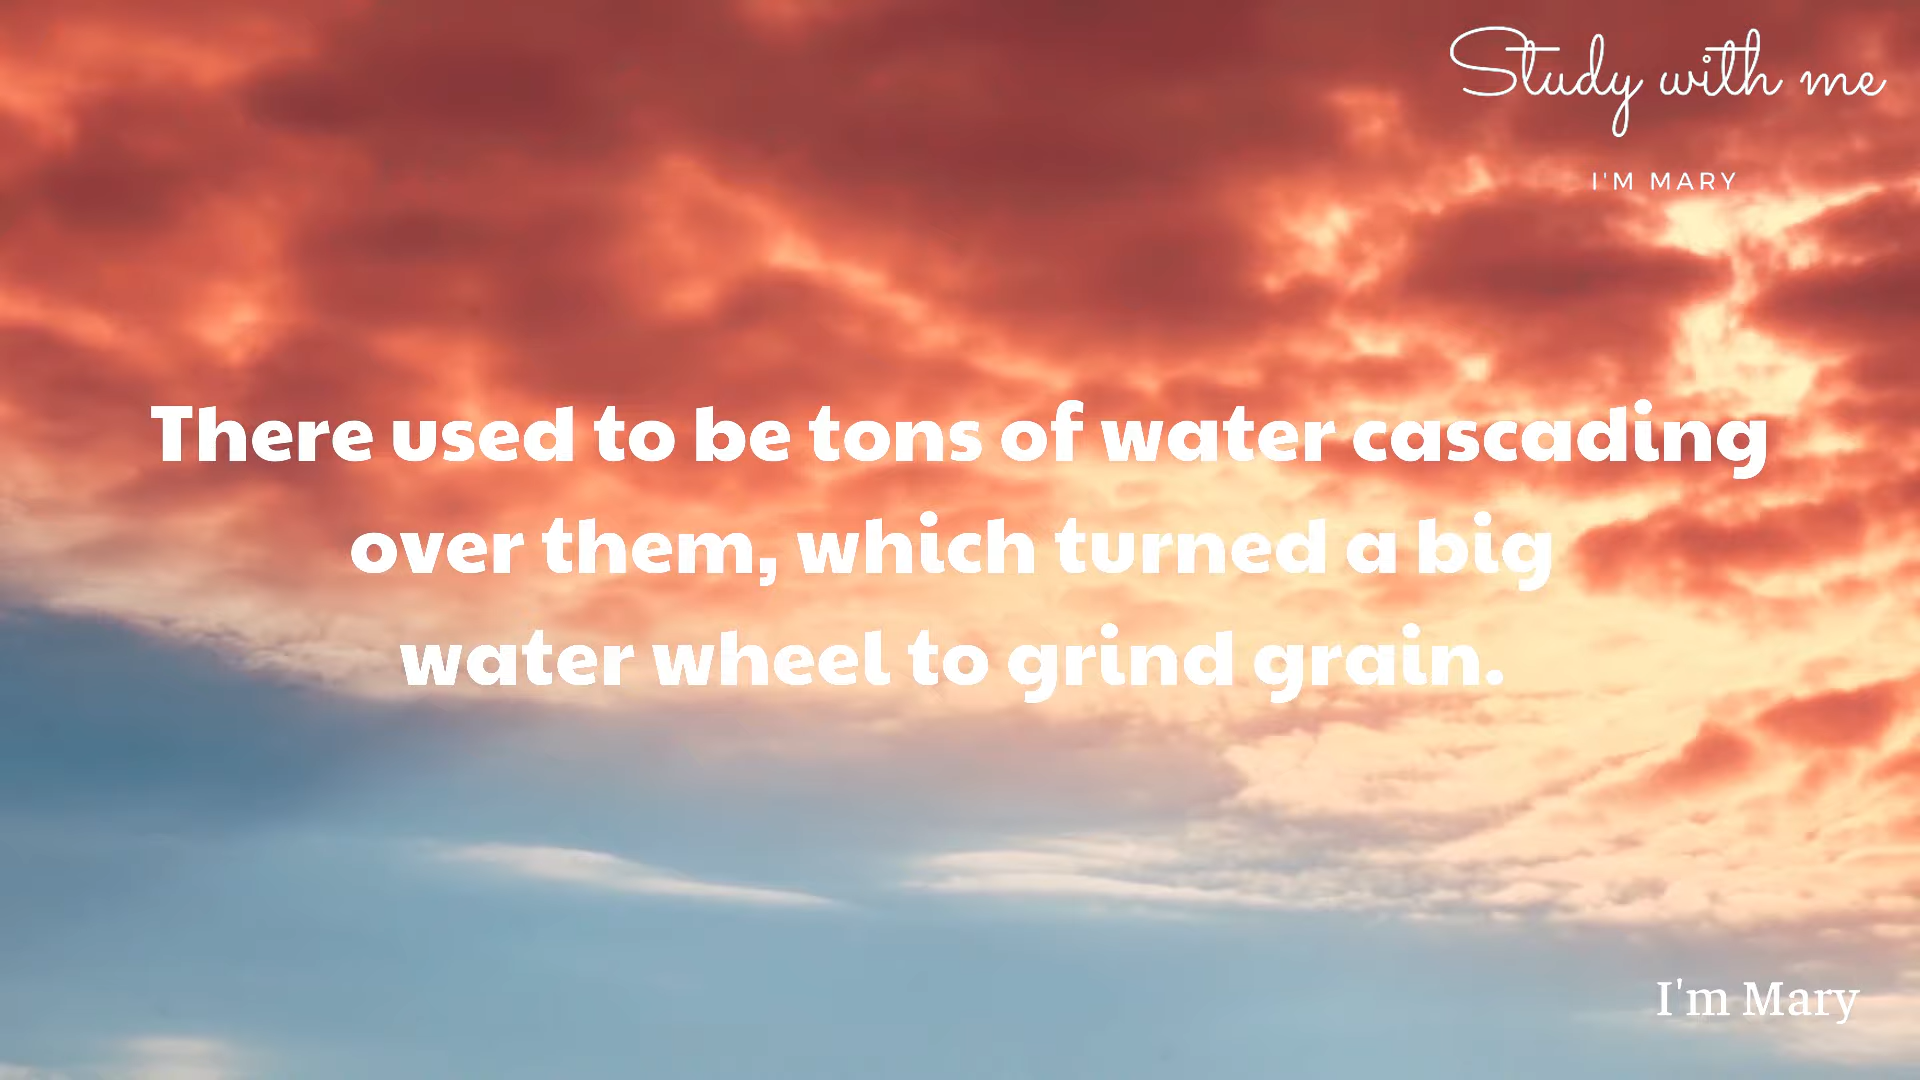 Study with me
I'M MARY
There used to be tons of water cascading
over them, which turned a big
water wheel to grind grain.
I'm Mary